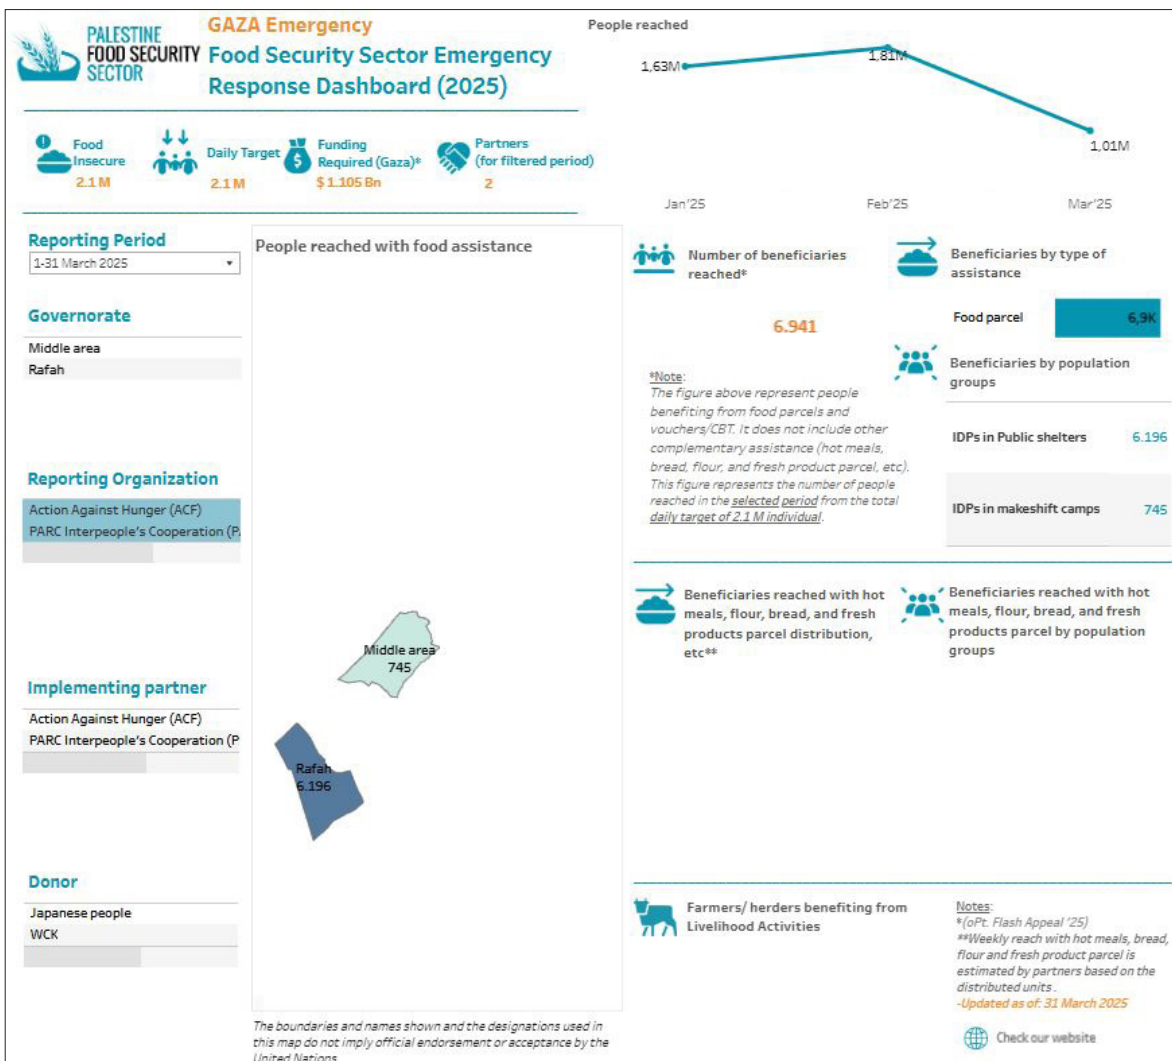 PALESTINE
FOOD SECURITY
SECTOR
GAZA Emergency
Food Security Sector Emergency
Response Dashboard (2025)
Food
Insecure
2.1 M
Daily Target
2.1 M
Funding
Required (Gaza)*
$ 1.105 Bn
Partners
(for filtered period)
2
People reached
1,63M
1,81M
1,01M
Jan'25
Feb'25
Mar'25
Reporting Period
1-31 March 2025
Governorate
Middle area
Rafah
Reporting Organization
Action Against Hunger (ACF)
PARC Interpeople's Cooperation (P
Implementing partner
Action Against Hunger (ACF)
PARC Interpeople's Cooperation (P
Donor
Japanese people
WCK
People reached with food assistance
Middle area
745
Rafah
6.196
The boundaries and names shown and the designations used in
this map do not imply official endorsement or acceptance by the
United Nations.
Number of beneficiaries
reached*
6.941
*Note:
The figure above represent people
benefiting from food parcels and
vouchers/CBT. It does not include other
complementary assistance (hot meals,
bread, flour, and fresh product parcel, etc).
This figure represents the number of people
reached in the selected period from the total
daily target of 2.1 M individual.
Beneficiaries by type of
assistance
Food parcel
6,9K
Beneficiaries by population
groups
IDPs in Public shelters
6.196
IDPs in makeshift camps
745
Beneficiaries reached with hot
meals, flour, bread, and fresh
products parcel distribution,
etc**
Beneficiaries reached with hot
meals, flour, bread, and fresh
products parcel by population
groups
Farmers/ herders benefiting from
Livelihood Activities
Notes:
*(oPt. Flash Appeal '25)
**Weekly reach with hot meals, bread,
flour and fresh product parcel is
estimated by partners based on the
distributed units .
-Updated as of: 31 March 2025
Check our website